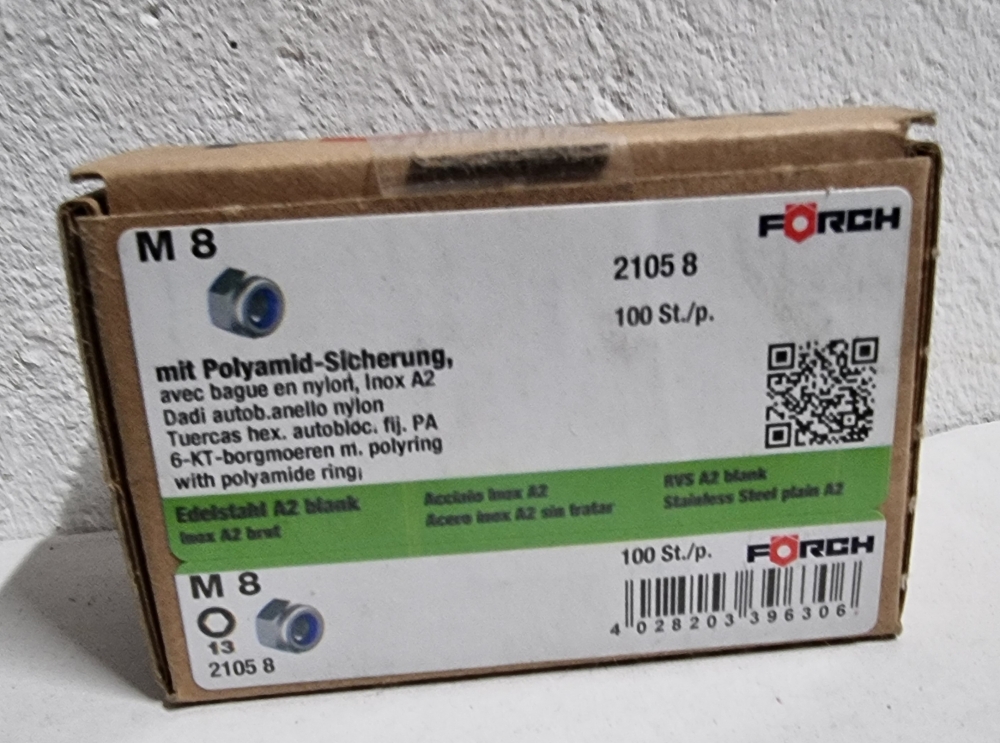 M 8
FÖRCH
2105 8
100 St./p.
mit Polyamid-Sicherung,
avec bague en nylon, Inox A2
Dadi autob.anello nylon
Tuercas hex. autobloc. fij. PA
6-KT-borgmoeren m. polyring
with polyamide ring,
Edelstahl A2 blank
Inox A2 brut
Acciaio inox A2
Acero inox A2 sin tratar
RVS A2 blank
Stainless Steel plain A2
M 8
13
2105 8
100 St./p.
FÖRCH
4 028203 396306